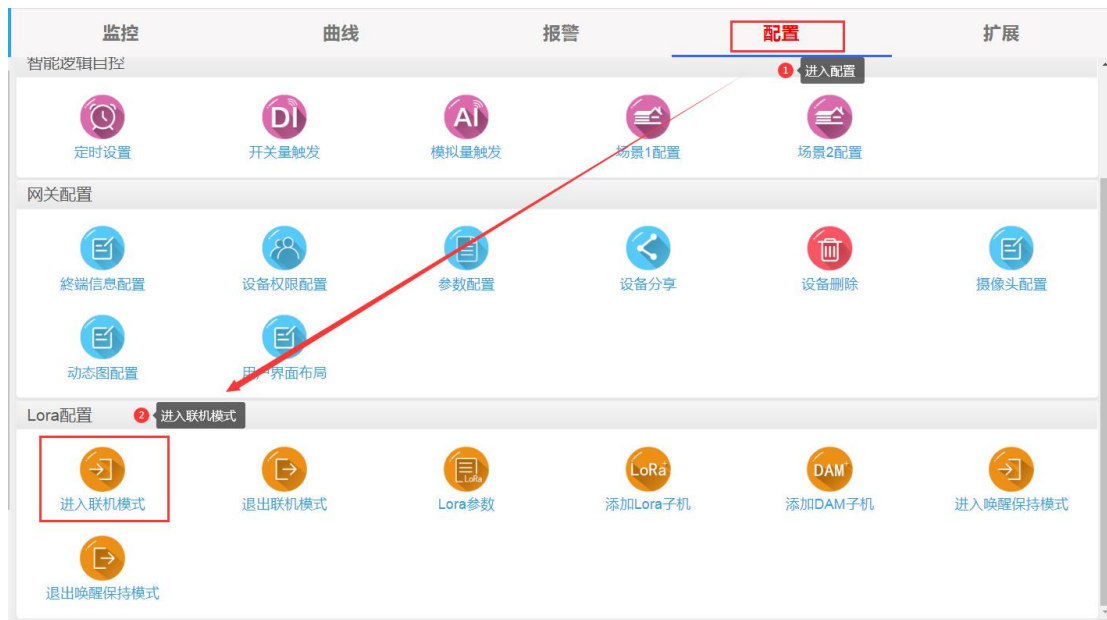 监控 曲线 报警 配置 扩展
智能逻辑自控
1 进入配置
定时设置 开关量触发 模拟量触发 场景1配置 场景2配置
网关配置
终端信息配置 设备权限配置 参数配置 设备分享 设备删除 摄像头配置
动态图配置 用户界面布局
Lora配置 2 进入联机模式
进入联机模式 退出联机模式 Lora参数 添加Lora子机 添加DAM子机 进入唤醒保持模式
退出唤醒保持模式
DI AI
LoRa
LoRa DAM